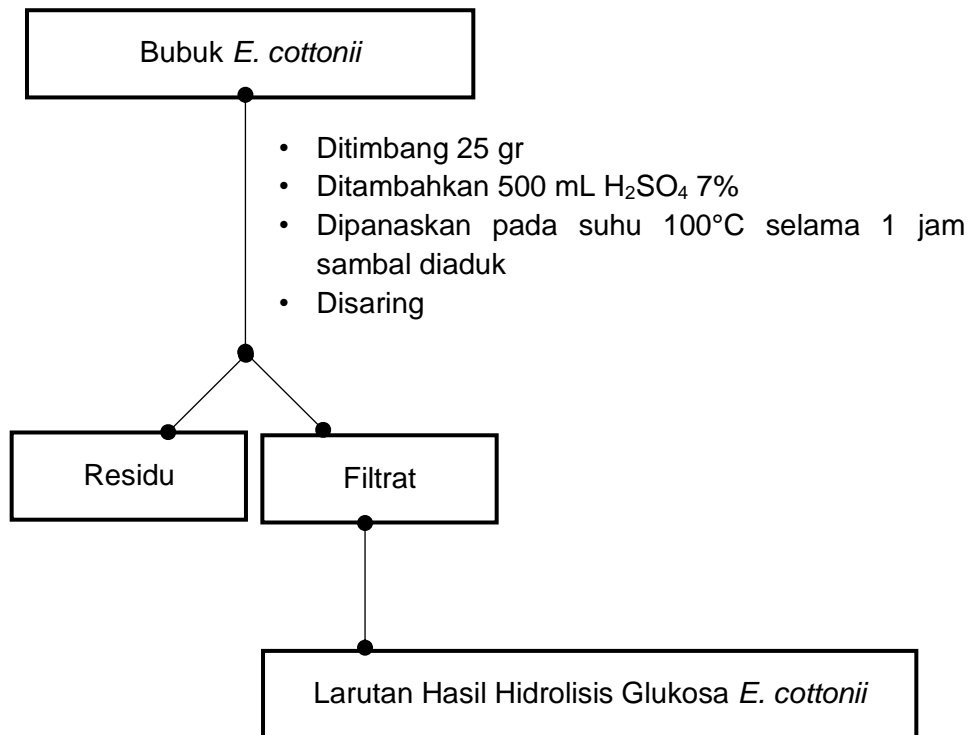 Bubuk E. cottonii
• Ditimbang 25 gr
• Ditambahkan 500 mL H₂SO₄ 7%
• Dipanaskan pada suhu 100°C selama 1 jam
sambal diaduk
• Disaring
Residu
Filtrat
Larutan Hasil Hidrolisis Glukosa E. cottonii